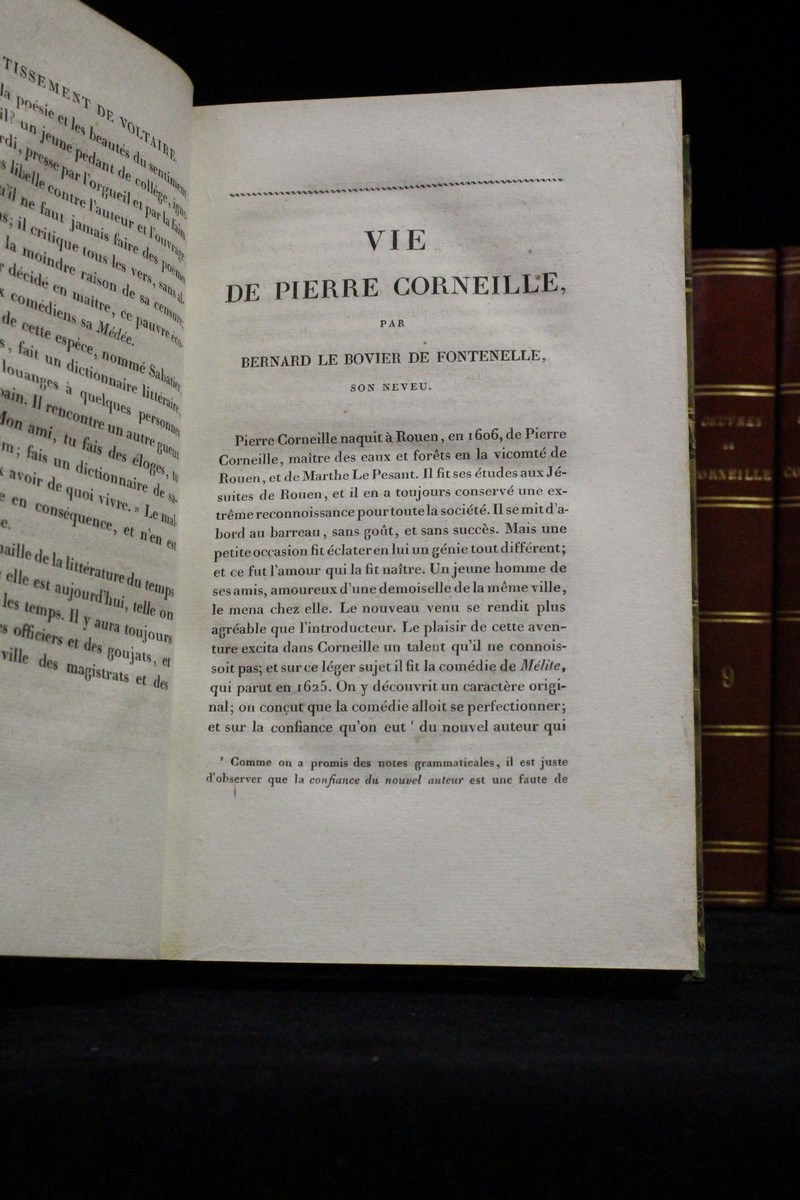 TISSEMENT DE VOLTAIRE.
la poésie et les beautés du sentiment
il? un jeune pédant de collège, igno
rdi, presse par l'orgueil et par la faim
s libelle contre l'auteur et l'ouvrage
u'il ne faut jamais faire des poëmes
s; il critique tous les vers, sans al
la moindre raison de sa censure.
r décidé en maître, ce pauvre éco
x comédiens sa Médée.
de cette espèce, nommé Sabatier,
s, fait un dictionnaire littéraire,
louanges à quelques personnes
pain. Il rencontre un autre gueux
Mon ami, tu fais des éloges, tu
m; fais un dictionnaire de sa-
avoir de quoi vivre. » Le mal
e en conséquence, et n'en est
e.
naille de la littérature du temps
elle est aujourd'hui, telle on
les temps. Il y aura toujours
s officiers et des goujats, et
ville des magistrats et des
VIE
DE PIERRE CORNEILLE,
PAR
BERNARD LE BOVIER DE FONTENELLE,
SON NEVEU.
Pierre Corneille naquit à Rouen, en 1606, de Pierre
Corneille, maître des eaux et forêts en la vicomté de
Rouen, et de Marthe Le Pesant. Il fit ses études aux Jé-
suites de Rouen, et il en a toujours conservé une ex-
trême reconnoissance pour toute la société. Il se mit d'a-
bord au barreau, sans goût, et sans succès. Mais une
petite occasion fit éclater en lui un génie tout différent;
et ce fut l'amour qui la fit naître. Un jeune homme de
ses amis, amoureux d'une demoiselle de la même ville,
le mena chez elle. Le nouveau venu se rendit plus
agréable que l'introducteur. Le plaisir de cette aven-
ture excita dans Corneille un talent qu'il ne connois-
soit pas; et sur ce léger sujet il fit la comédie de Mélite,
qui parut en 1625. On y découvrit un caractère origi-
nal; on conçut que la comédie alloit se perfectionner;
et sur la confiance qu'on eut ¹ du nouvel auteur qui
¹ Comme on a promis des notes grammaticales, il est juste
d'observer que la confiance du nouvel auteur est une faute de
OEUVRES
DE
CORNEILLE
9